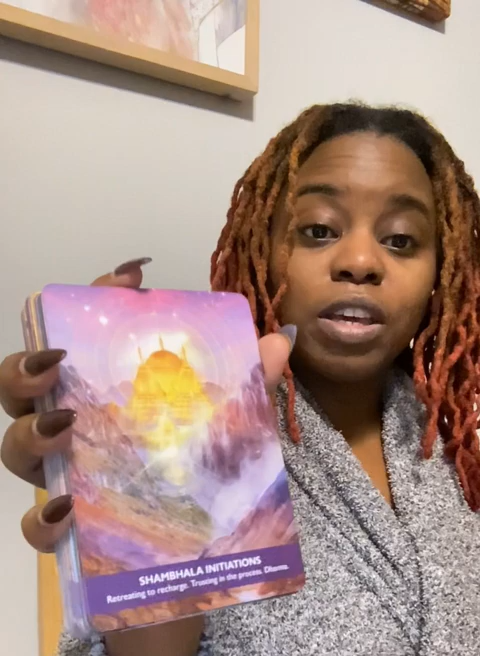 SHAMBHALA INITIATIONS
Retreating to recharge. Trusting in the process. Dharma.